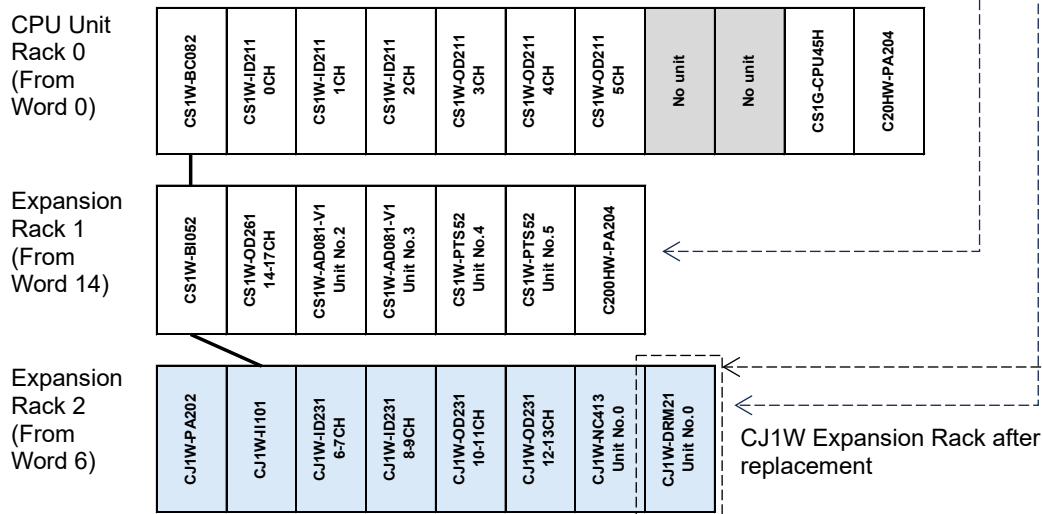 CPU Unit
Rack 0
(From
Word 0)
CS1W-BC082
CS1W-ID211
0CH
CS1W-ID211
1CH
CS1W-ID211
2CH
CS1W-OD211
3CH
CS1W-OD211
4CH
CS1W-OD211
5CH
No unit
No unit
CS1G-CPU45H
C20HW-PA204
Expansion
Rack 1
(From
Word 14)
CS1W-BI052
CS1W-OD261
14-17CH
CS1W-AD081-V1
Unit No.2
CS1W-AD081-V1
Unit No.3
CS1W-PTS52
Unit No.4
CS1W-PTS52
Unit No.5
C200HW-PA204
Expansion
Rack 2
(From
Word 6)
CJ1W-PA202
CJ1W-I101
CJ1W-ID231
6-7CH
CJ1W-ID231
8-9CH
CJ1W-OD231
10-11CH
CJ1W-OD231
12-13CH
CJ1W-NC413
Unit No.0
CJ1W-DRM21
Unit No.0
CJ1W Expansion Rack after
replacement